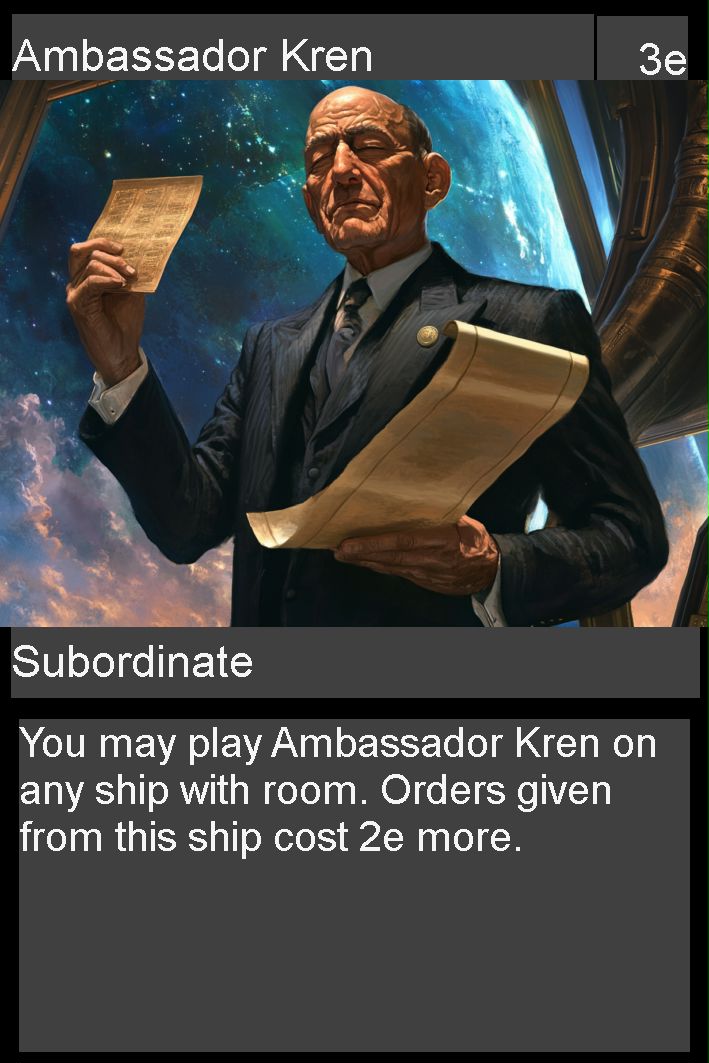 Ambassador Kren
3e
Subordinate
You may play Ambassador Kren on
any ship with room. Orders given
from this ship cost 2e more.